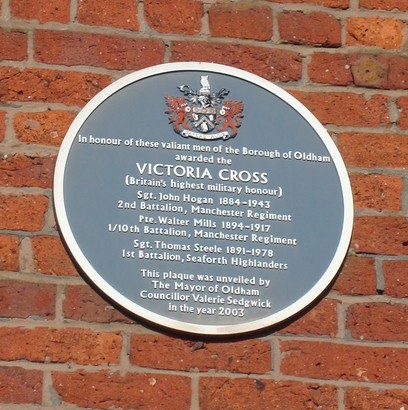 In honour of these valiant men of the Borough of Oldham
awarded the
VICTORIA CROSS
(Britain's highest military honour)
Sgt. John Hogan 1884-1943
2nd Battalion, Manchester Regiment
Pte. Walter Mills 1894-1917
1/10th Battalion, Manchester Regiment
Sgt. Thomas Steele 1891-1978
1st Battalion, Seaforth Highlanders
This plaque was unveiled by
The Mayor of Oldham
Councillor Valerie Sedgwick
in the year 2003